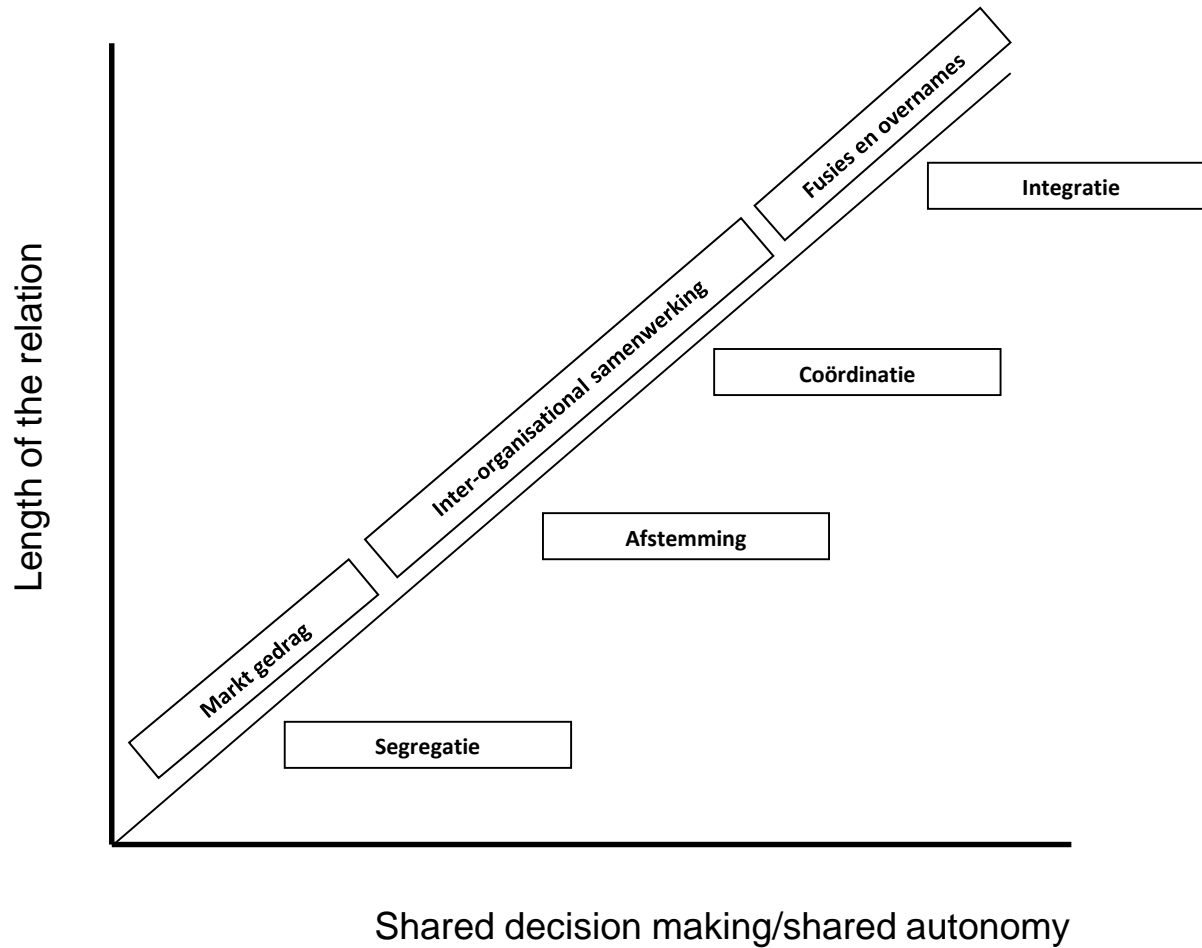 Fusies en overnames
Integratie
Length of the relation
Inter-organisational samenwerking
Coördinatie
Afstemming
Markt gedrag
Segregatie
Shared decision making/shared autonomy